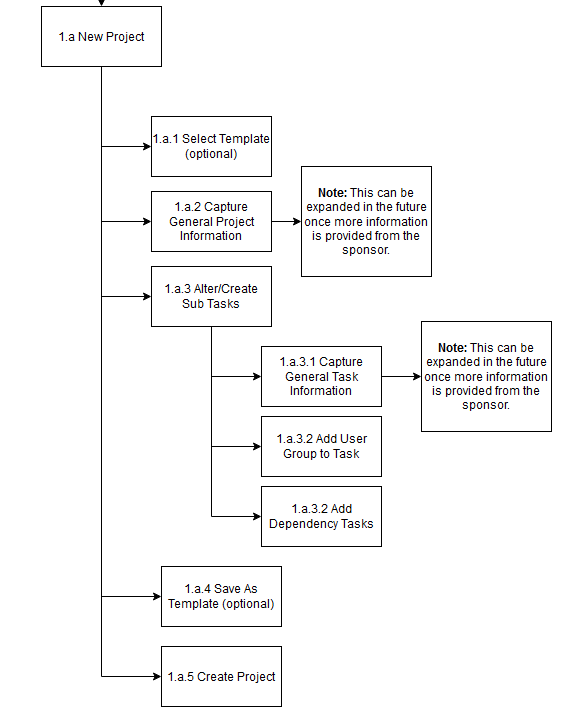 1.a New Project
1.a.1 Select Template
(optional)
1.a.2 Capture
General Project
Information
Note: This can be
expanded in the future
once more information
is provided from the
sponsor.
1.a.3 Alter/Create
Sub Tasks
1.a.3.1 Capture
General Task
Information
Note: This can be
expanded in the future
once more information
is provided from the
sponsor.
1.a.3.2 Add User
Group to Task
1.a.3.2 Add
Dependency Tasks
1.a.4 Save As
Template (optional)
1.a.5 Create Project